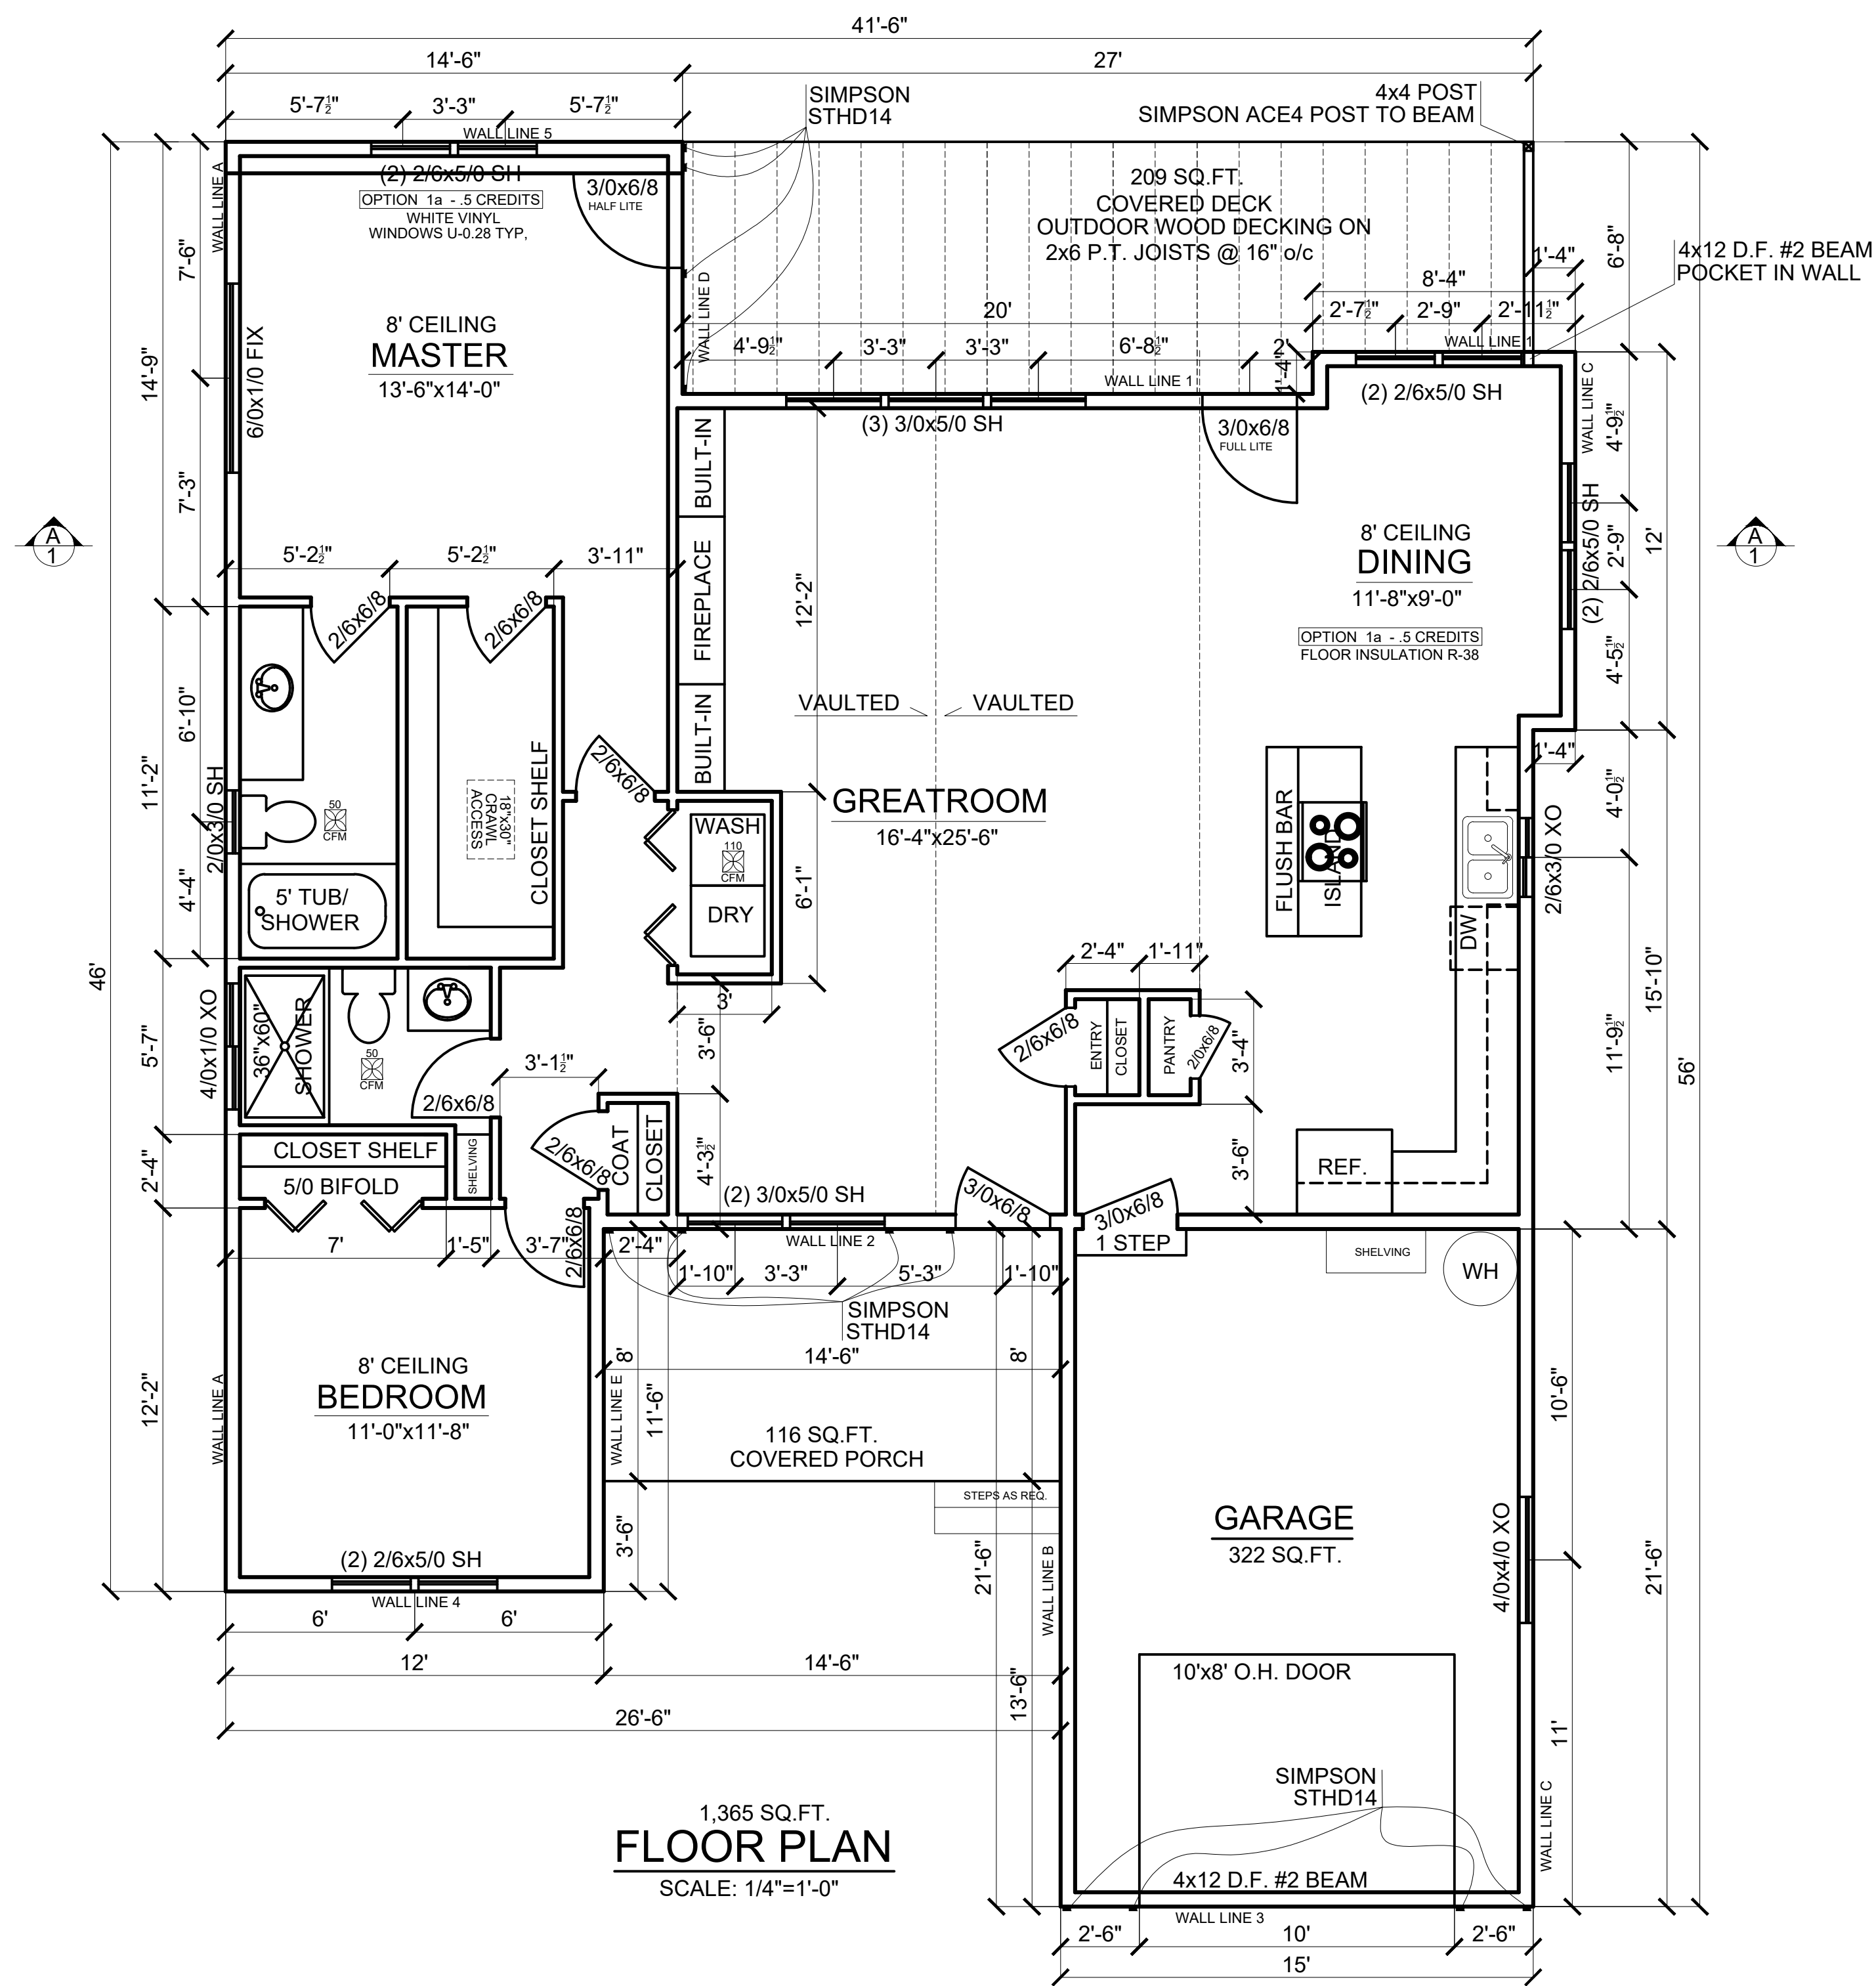 41'-6"
14'-6"
27'
5'-7½"
3'-3"
5'-7½"
SIMPSON
STHD14
4x4 POST
SIMPSON ACE4 POST TO BEAM
WALL LINE 5
WALL LINE A
(2) 2/6x5/0 SH
OPTION 1a - .5 CREDITS
WHITE VINYL
WINDOWS U-0.28 TYP,
3/0x6/8
HALF LITE
209 SQ.FT.
COVERED DECK
OUTDOOR WOOD DECKING ON
2x6 P.T. JOISTS @ 16" o/c
4x12 D.F. #2 BEAM
POCKET IN WALL
1'-4"
6'-8"
8'-4"
2'-7½"
2'-9"
2'-11½"
WALL LINE 1
WALL LINE D
20'
4'-9½"
3'-3"
3'-3"
6'-8½"
2'
1'-4"
WALL LINE 1
7'-6"
14'-9"
7'-3"
6/0x1/0 FIX
8' CEILING
MASTER
13'-6"x14'-0"
(3) 3/0x5/0 SH
3/0x6/8
FULL LITE
(2) 2/6x5/0 SH
WALL LINE C
4'-9½"
(2) 2/6x5/0 SH
2'-9"
12'
4'-5½"
A
1
A
1
8' CEILING
DINING
11'-8"x9'-0"
OPTION 1a - .5 CREDITS
FLOOR INSULATION R-38
BUILT-IN
FIREPLACE
BUILT-IN
12'-2"
5'-2½"
5'-2½"
3'-11"
2/6x6/8
2/6x6/8
VAULTED
VAULTED
6'-10"
11'-2"
4'-4"
2/0x3/0 SH
50
CFM
5' TUB/
SHOWER
18"x30"
CRAWL
ACCESS
CLOSET SHELF
2/6x6/8
WASH
110
CFM
DRY
6'-1"
GREATROOM
16'-4"x25'-6"
FLUSH BAR
ISLAND
DW
2/6x3/0 XO
1'-4"
4'-0½"
11'-9½"
15'-10"
46'
56'
5'-7"
4/0x1/0 XO
36"x60"
SHOWER
50
CFM
2/6x6/8
3'-1½"
3'
3'-6"
2'-4"
1'-11"
2/6x6/8
ENTRY
CLOSET
PANTRY
2/0x6/8
3'-4"
3'-6"
2'-4"
CLOSET SHELF
5/0 BIFOLD
SHELVING
2/6x6/8
COAT
CLOSET
4'-3½"
(2) 3/0x5/0 SH
3/0x6/8
3/0x6/8
1 STEP
REF.
SHELVING
WH
WALL LINE 2
7'
1'-5"
3'-7"
2'-4"
2/6x6/8
1'-10"
3'-3"
5'-3"
1'-10"
SIMPSON
STHD14
8'
14'-6"
8'
8' CEILING
BEDROOM
11'-0"x11'-8"
WALL LINE A
12'-2"
WALL LINE E
11'-6"
116 SQ.FT.
COVERED PORCH
STEPS AS REQ.
3'-6"
21'-6"
WALL LINE B
GARAGE
322 SQ.FT.
4/0x4/0 XO
10'-6"
21'-6"
(2) 2/6x5/0 SH
WALL LINE 4
6'
6'
12'
14'-6"
26'-6"
13'-6"
10'x8' O.H. DOOR
11'
SIMPSON
STHD14
WALL LINE C
4x12 D.F. #2 BEAM
WALL LINE 3
2'-6"
10'
2'-6"
15'
1,365 SQ.FT.
FLOOR PLAN
SCALE: 1/4"=1'-0"